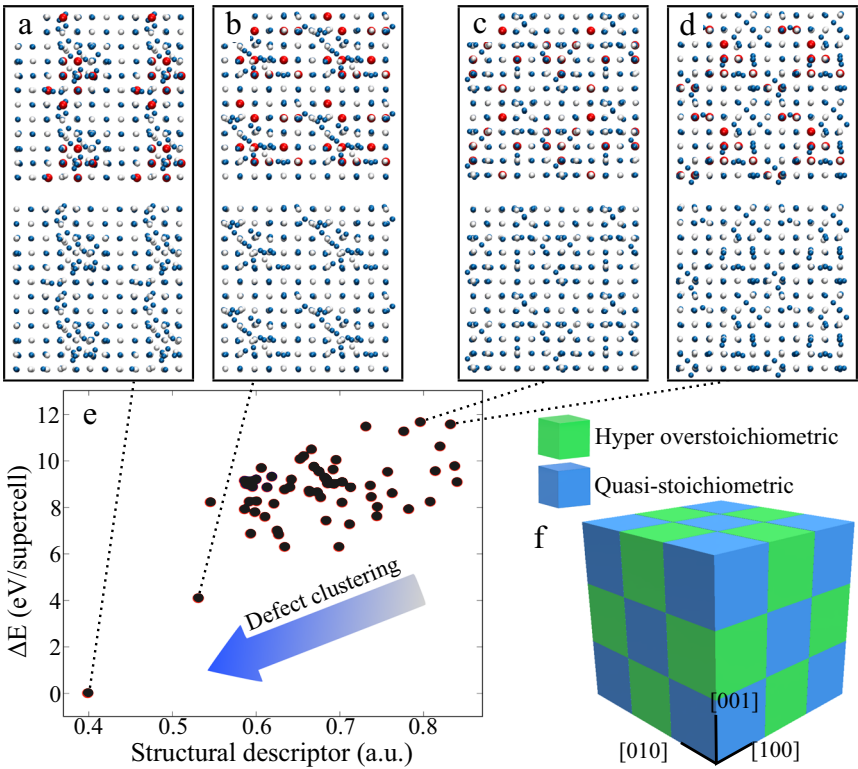 a
b
c
d
e
12
10
8
6
4
2
0
ΔE (eV/supercell)
Defect clustering
0.4
0.5
0.6
0.7
0.8
Structural descriptor (a.u.)
Hyper overstoichiometric
Quasi-stoichiometric
f
[001]
[010]
[100]